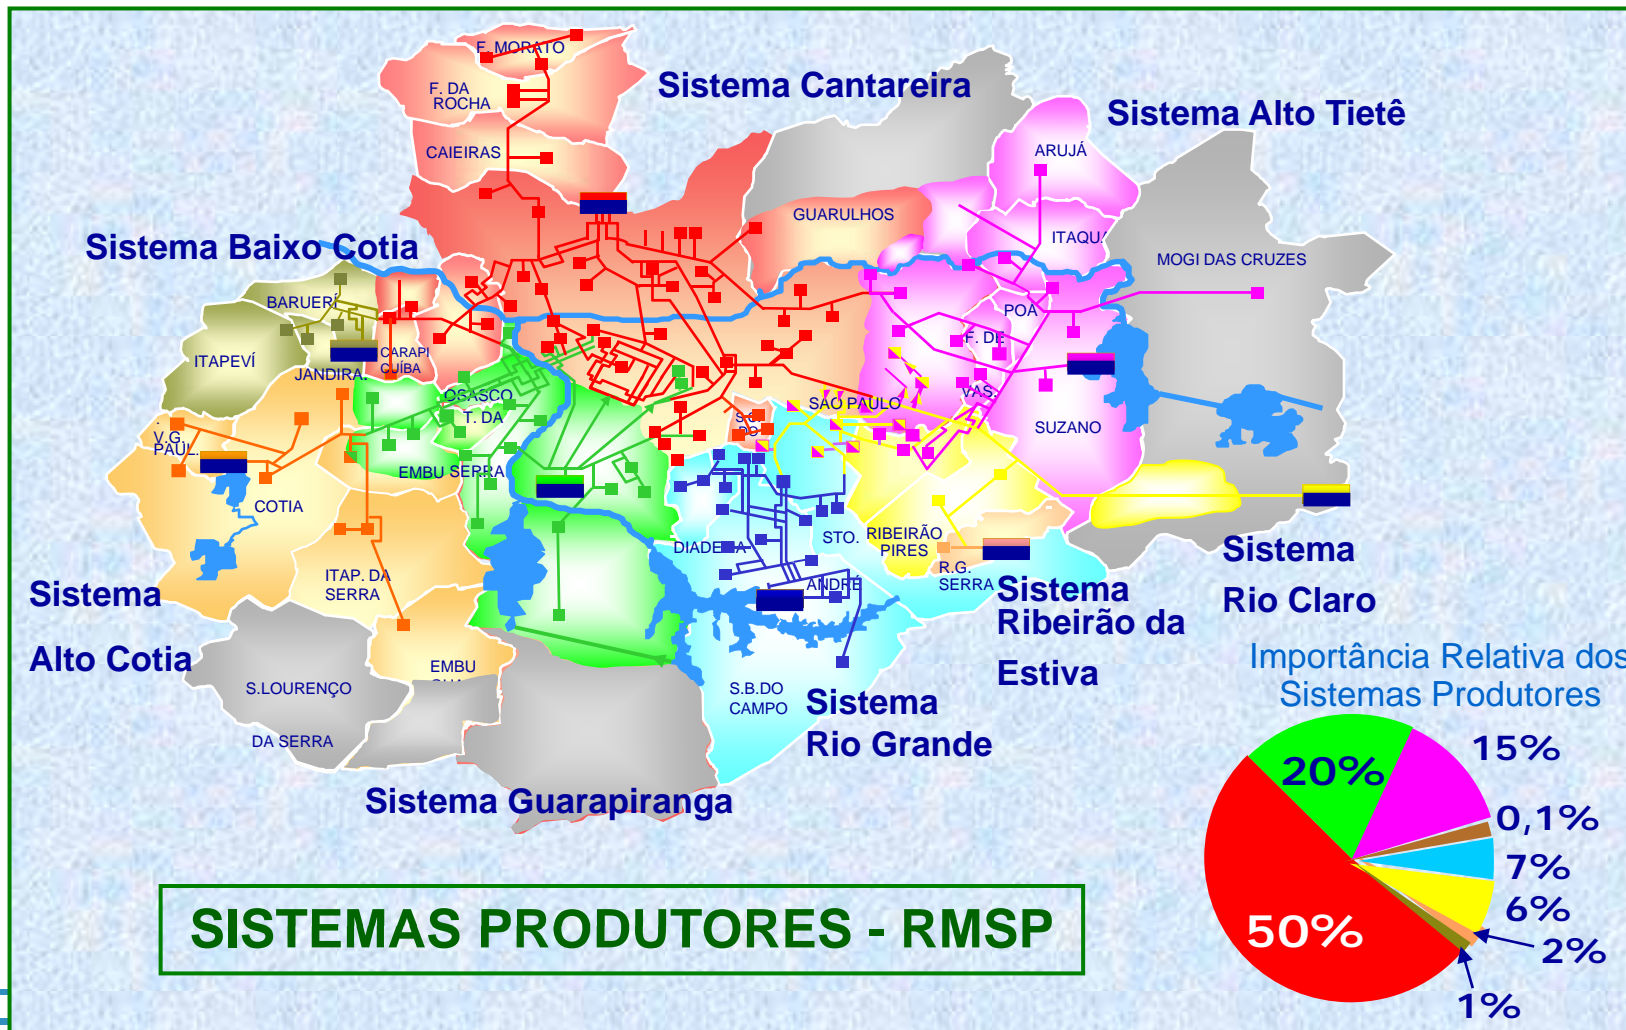 F. MORATO
Sistema Cantareira
F. DA
ROCHA
Sistema Alto Tietê
CAIEIRAS
ARUJÁ
GUARULHOS
Sistema Baixo Cotia
ITAQUA
MOGI DAS CRUZES
BARUERÍ
POA
F. DE
ITAPEVÍ
CARAPI
CUÍBA
JANDIRA.
OSASCO
VAS.
SÃO PAULO
T. DA
SUZANO
V.G.
PAUL.
EMBU SERRA
COTIA
DIADEMA
STO.
RIBEIRÃO
PIRES
Sistema
Rio Claro
ITAP. DA
SERRA
ANDRÉ
R.G.
SERRA
Sistema
Alto Cotia
Sistema
Ribeirão da
Estiva
EMBU
S.LOURENÇO
DA SERRA
S.B.DO
CAMPO
Sistema
Rio Grande
Sistema Guarapiranga
Importância Relativa dos
Sistemas Produtores
15%
20%
0,1%
7%
6%
50%
2%
1%
SISTEMAS PRODUTORES - RMSP